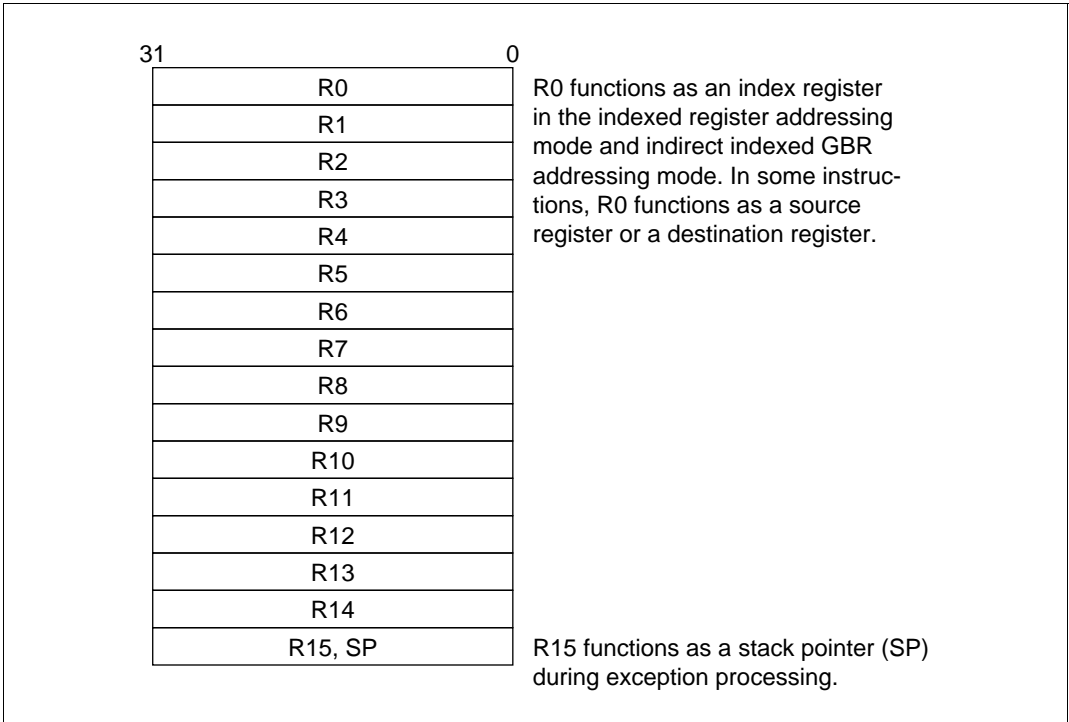 31 0
R0
R1
R2
R3
R4
R5
R6
R7
R8
R9
R10
R11
R12
R13
R14
R15, SP
R0 functions as an index register
in the indexed register addressing
mode and indirect indexed GBR
addressing mode. In some instruc-
tions, R0 functions as a source
register or a destination register.
R15 functions as a stack pointer (SP)
during exception processing.